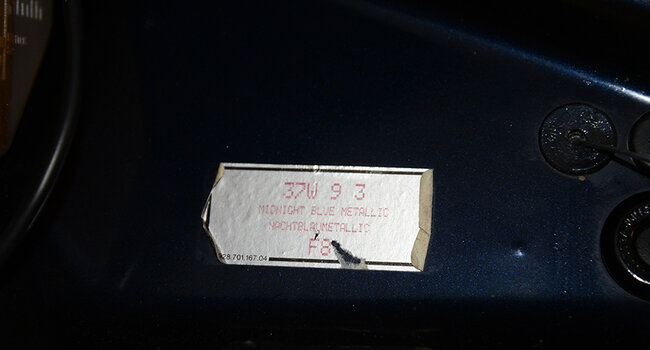 37W 9 3
MIDNIGHT BLUE METALLIC
NACHTBLAUMETALLIC
F8
928.701.167.04